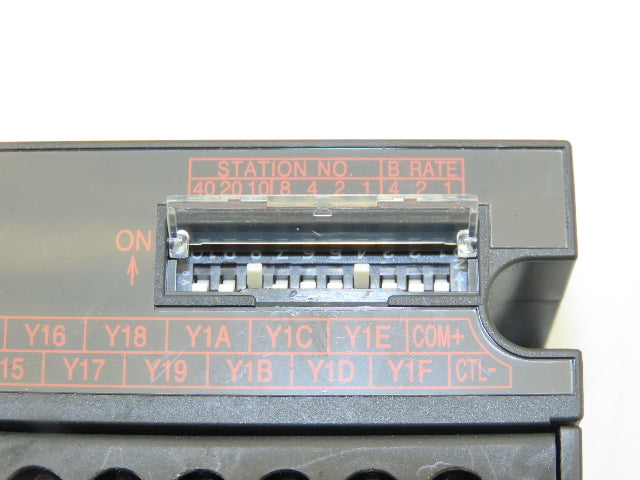 STATION NO. B RATE
40 20 10 8 4 2 1 4 2 1
ON
↑
Y16 Y18 Y1A Y1C Y1E COM+
15 Y17 Y19 Y1B Y1D Y1F CTL-